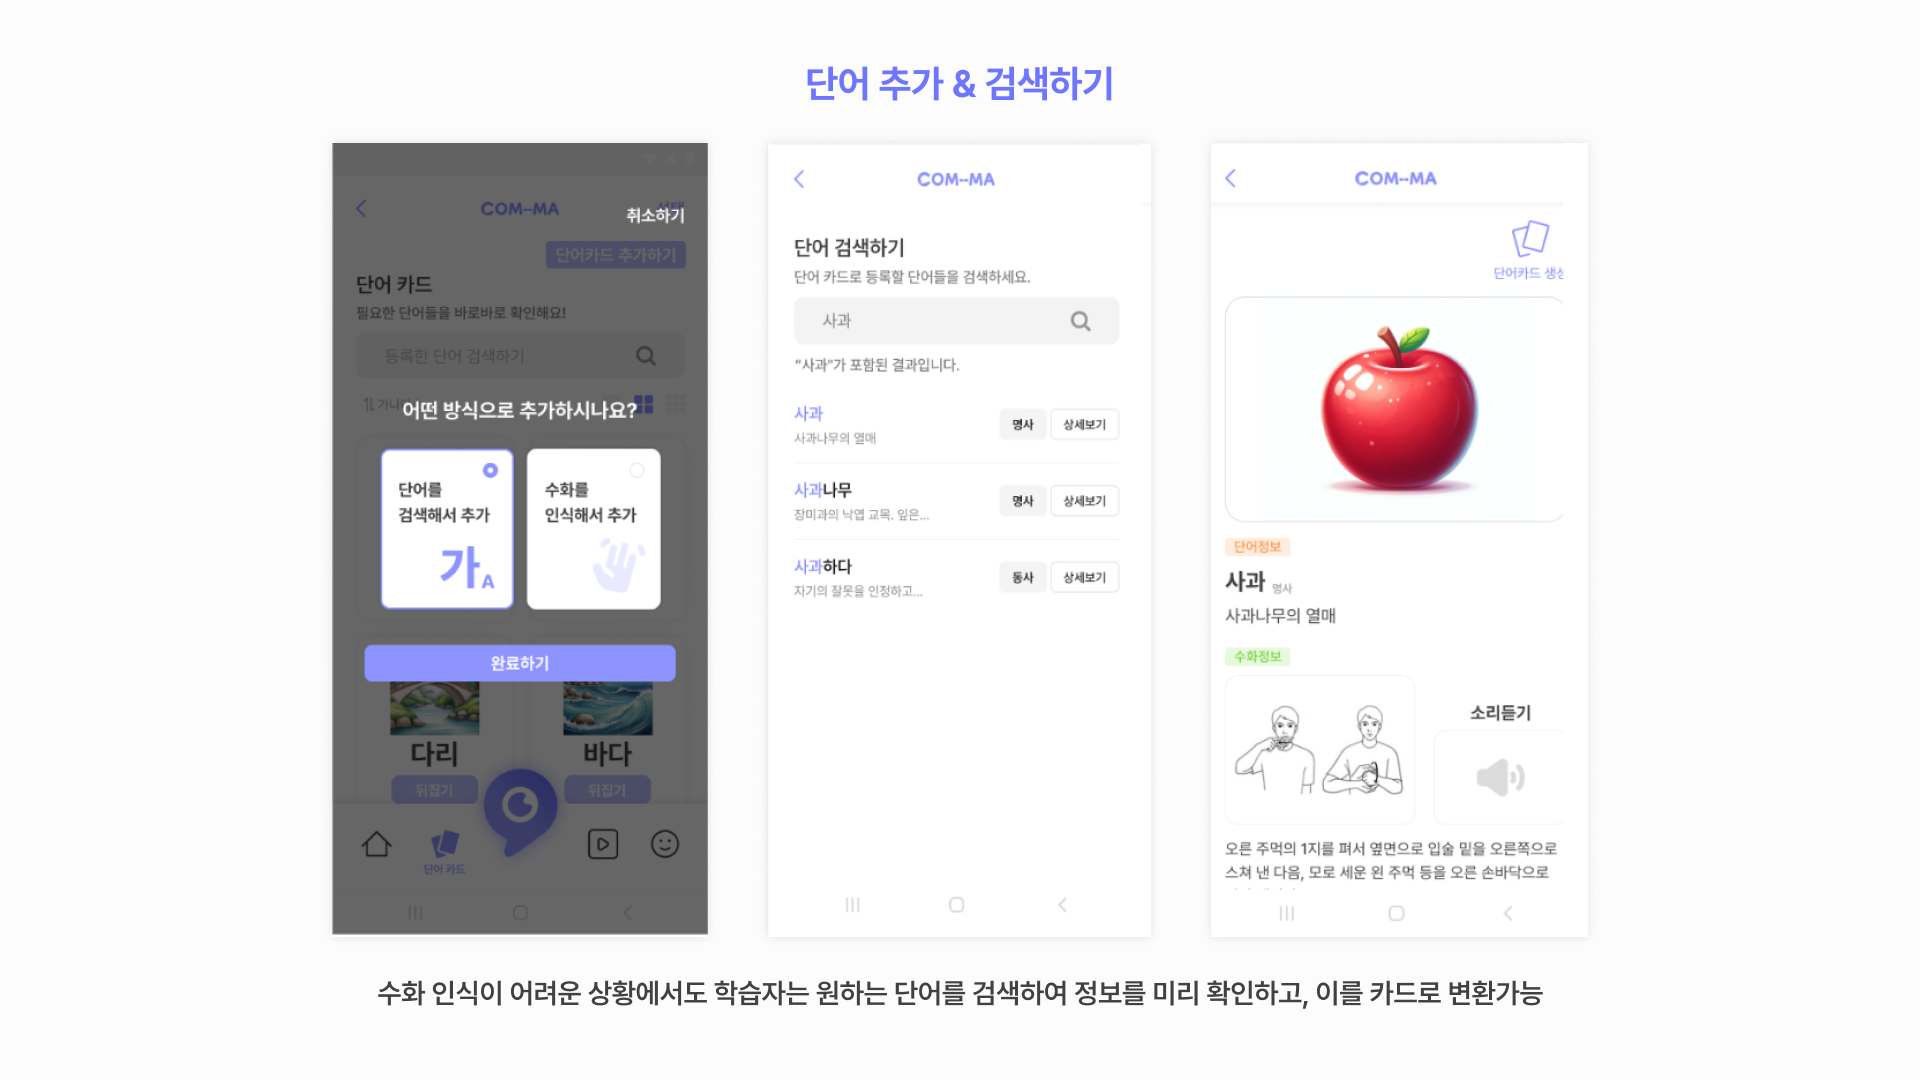 단어 추가 & 검색하기
COM--MA
취소하기
단어카드 추가하기
단어 카드
필요한 단어들을 바로바로 확인해요!
등록한 단어 검색하기
어떤 방식으로 추가하시나요?
단어를
검색해서 추가
가A
수화를
인식해서 추가
완료하기
다리
바다
뒤집기
뒤집기
단어 카드
COM--MA
단어 검색하기
단어 카드로 등록할 단어들을 검색하세요.
사과
“사과"가 포함된 결과입니다.
사과
사과나무의 열매
명사 상세보기
사과나무
장미과의 낙엽 교목. 잎은...
명사 상세보기
사과하다
자기의 잘못을 인정하고...
동사 상세보기
COM--MA
단어카드 생성
단어정보
사과 명사
사과나무의 열매
수화정보
소리듣기
오른 주먹의 1지를 펴서 옆면으로 입술 밑을 오른쪽으로
스쳐 낸 다음, 모로 세운 왼 주먹 등을 오른 손바닥으로
수화 인식이 어려운 상황에서도 학습자는 원하는 단어를 검색하여 정보를 미리 확인하고, 이를 카드로 변환가능